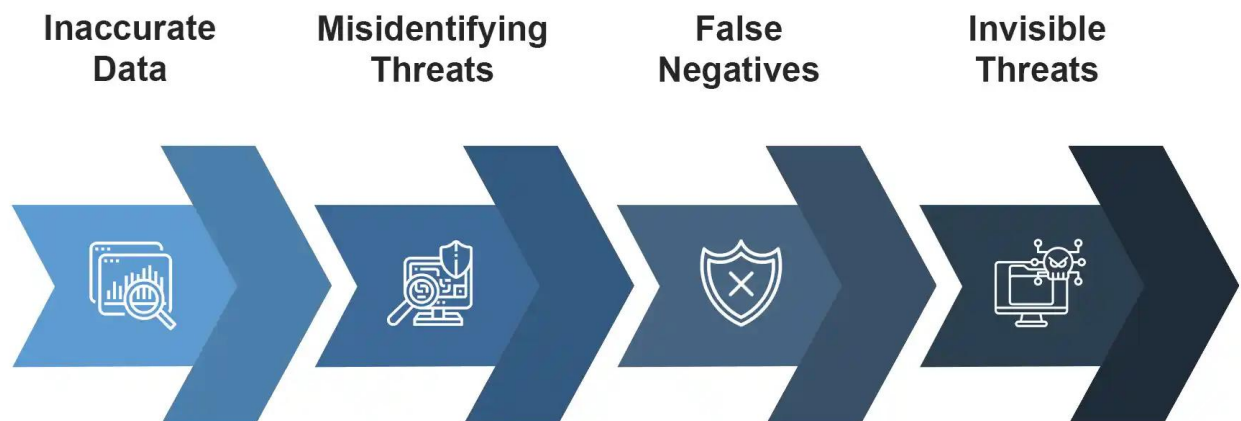 Inaccurate
Data
Misidentifying
Threats
False
Negatives
Invisible
Threats